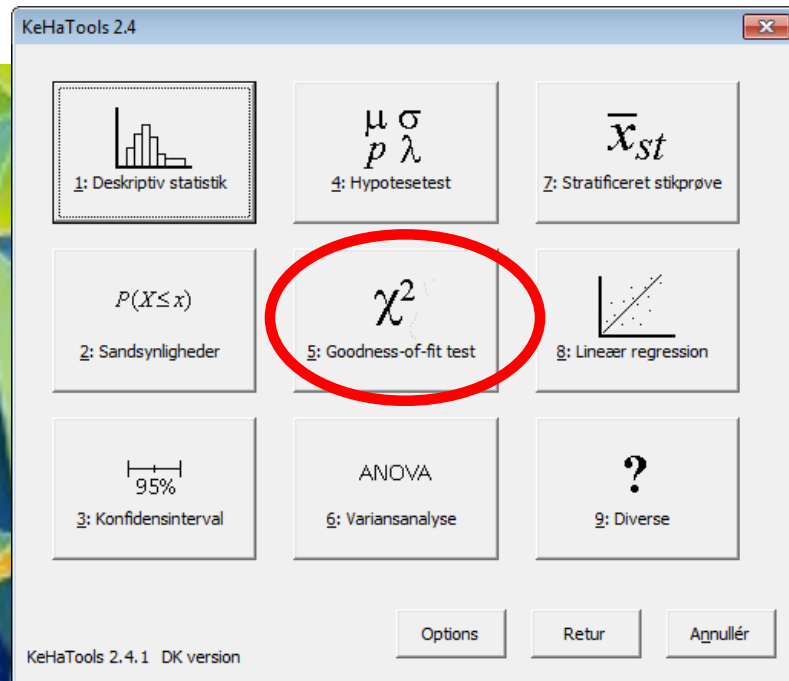 KeHaTools 2.4
1: Deskriptiv statistik
μ σ
p λ
4: Hypotesetest
x̅st
7: Stratificeret stikprøve
P(X≤x)
2: Sandsynligheder
χ²
5: Goodness-of-fit test
8: Lineær regression
95%
3: Konfidensinterval
ANOVA
6: Variansanalyse
?
9: Diverse
Options
Retur
Annullér
KeHaTools 2.4.1 DK version